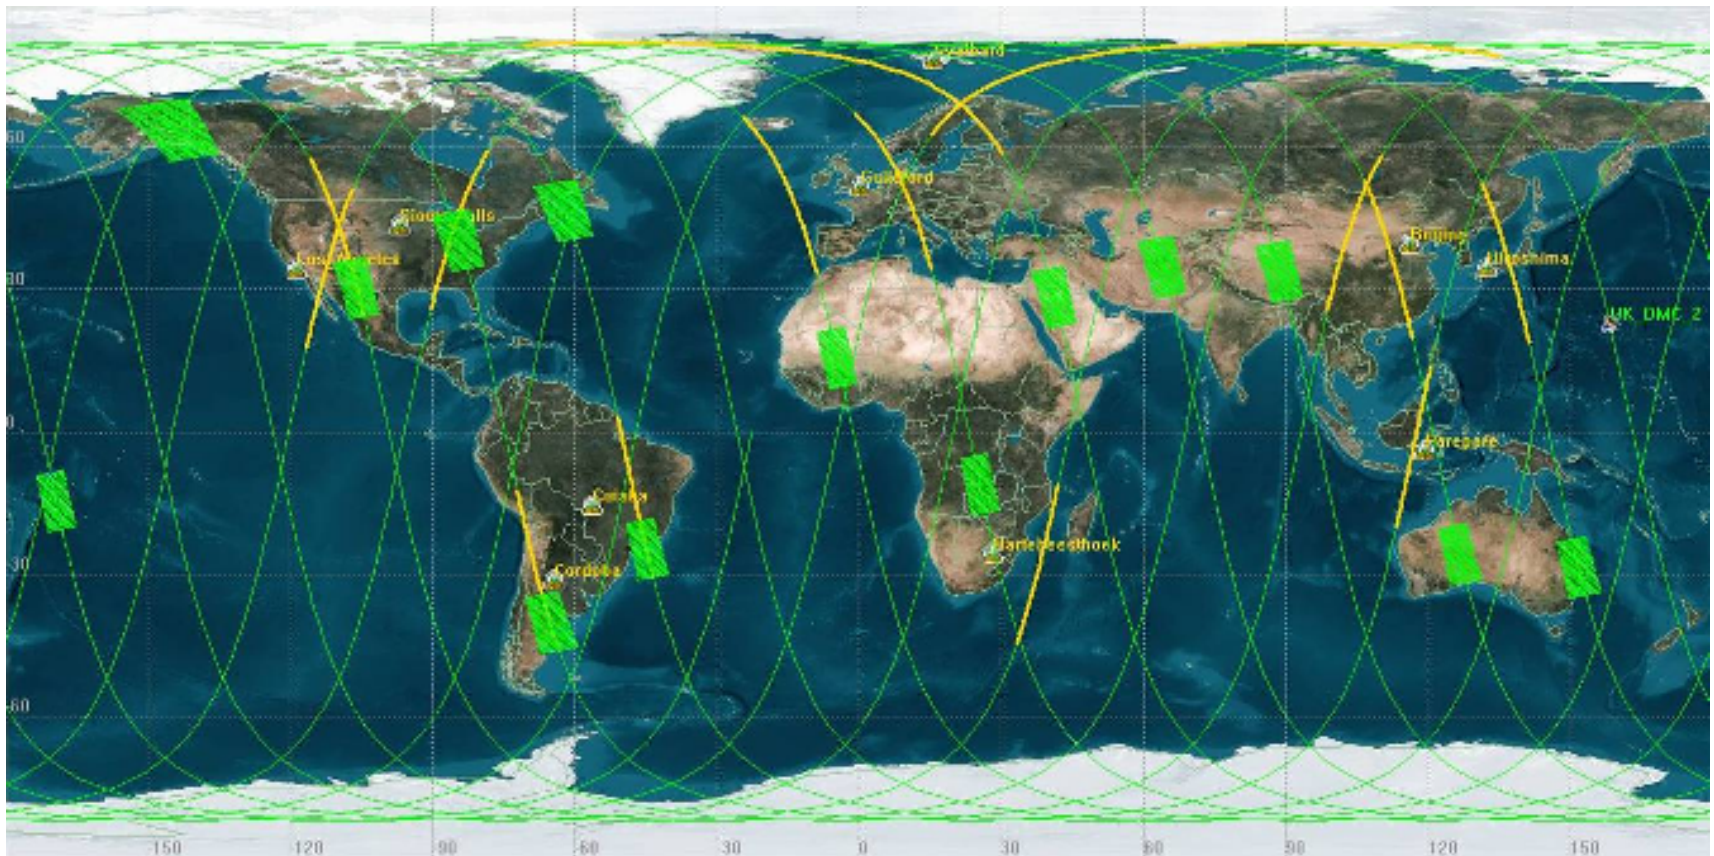 Svalbard
60
Guildford
Sioux Falls
Beijing
Los Angeles
Hiroshima
30
UK DMC 2
0
Parepare
Cuiaba
Hartebeesthoek
Cordoba
30
60
150 120 90 60 30 0 30 60 90 120 150